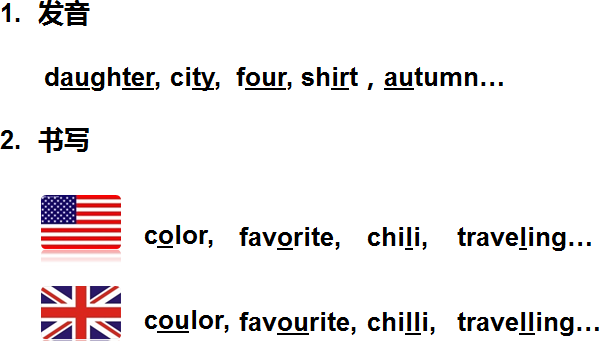 1. 发音
daughter, city, four, shirt , autumn…
2. 书写
color, favorite, chili, traveling…
coulor, favourite, chilli, travelling…